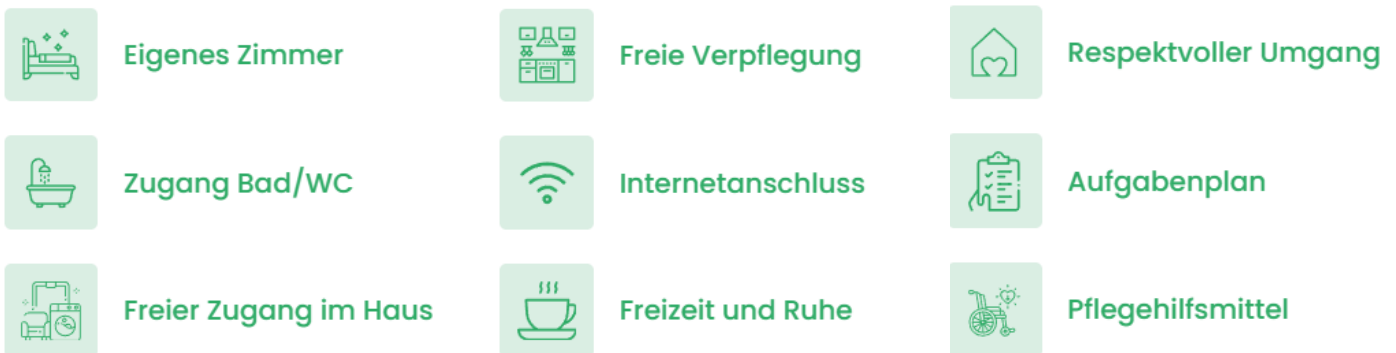 Eigenes Zimmer
Freie Verpflegung
Respektvoller Umgang
Zugang Bad/WC
Internetanschluss
Aufgabenplan
Freier Zugang im Haus
Freizeit und Ruhe
Pflegehilfsmittel